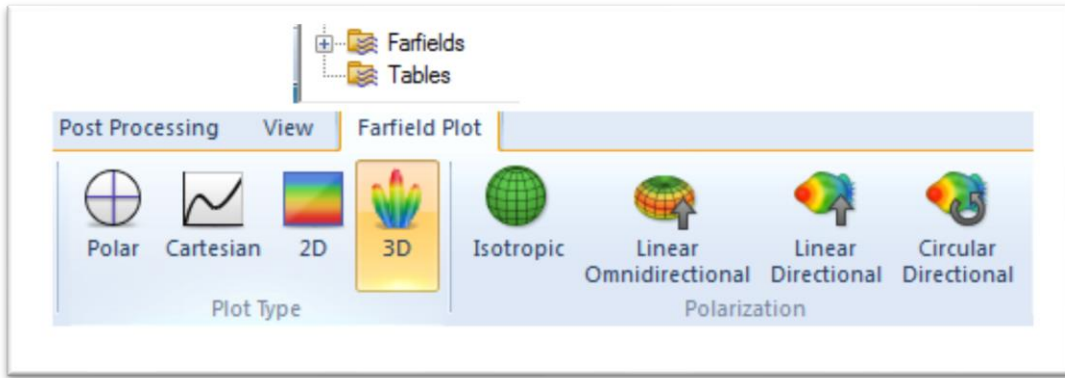 Farfields
Tables
Post Processing View Farfield Plot
Polar Cartesian 2D 3D Isotropic Linear Omnidirectional Linear Directional Circular Directional
Plot Type Polarization